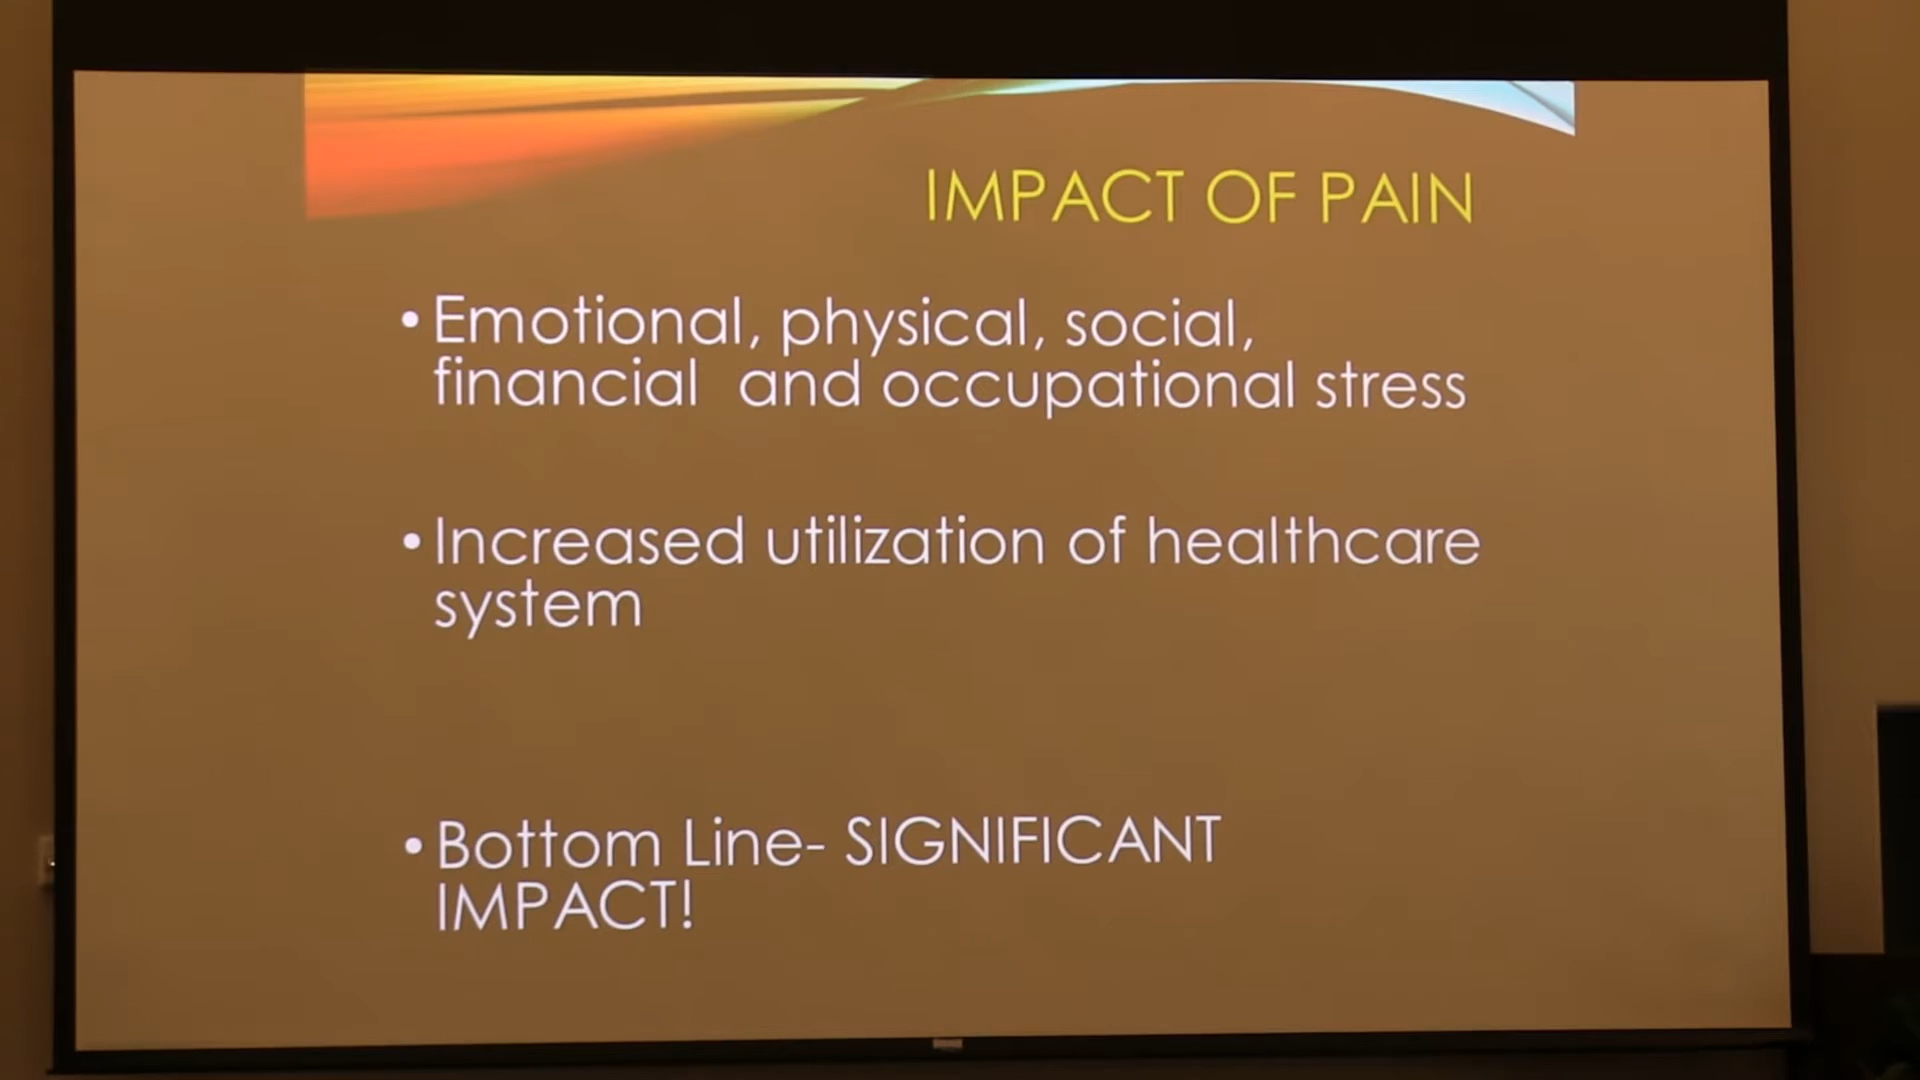 IMPACT OF PAIN
• Emotional, physical, social,
financial and occupational stress
• Increased utilization of healthcare
system
• Bottom Line- SIGNIFICANT
IMPACT!